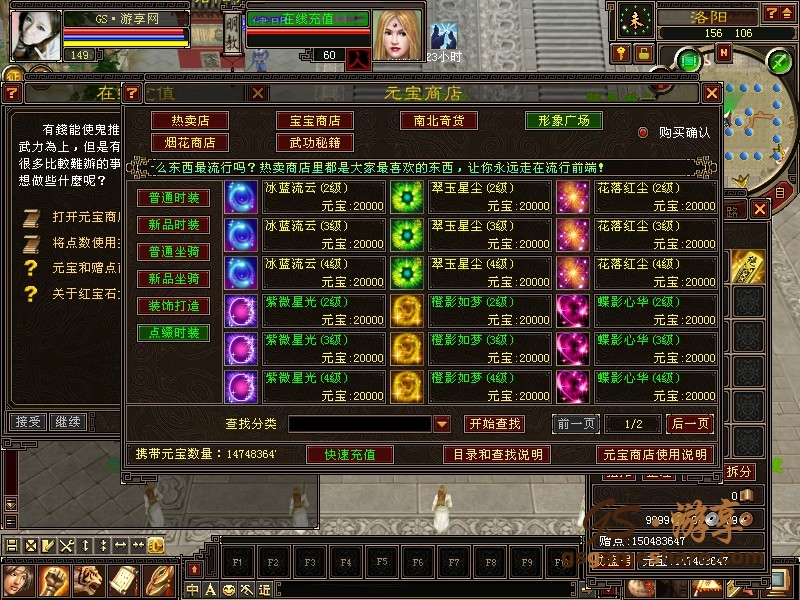 GS·游享网
149
明教
在线充值
60
23小时
洛阳
156 106
N
元宝商店
热卖店
宝宝商店
南北奇货
形象广场
烟花商店
武功秘籍
购买确认
么东西最流行吗？热卖商店里都是大家最喜欢的东西，让你永远走在流行前端！
有錢能使鬼推
武力為上，但是有
很多比較難辦的事
想做些什麼呢？
打开元宝商
将点数使用
元宝和赠点
关于红宝石
接受
继续
普通时装
新品时装
普通坐骑
新品坐骑
装饰打造
点缀时装
冰蓝流云(2级)
元宝:20000
翠玉星尘(2级)
元宝:20000
花落红尘(2级)
元宝:20000
冰蓝流云(3级)
元宝:20000
翠玉星尘(3级)
元宝:20000
花落红尘(3级)
元宝:20000
冰蓝流云(4级)
元宝:20000
翠玉星尘(4级)
元宝:20000
花落红尘(4级)
元宝:20000
紫微星光(2级)
元宝:20000
橙影如梦(2级)
元宝:20000
蝶影心华(2级)
元宝:20000
紫微星光(3级)
元宝:20000
橙影如梦(3级)
元宝:20000
蝶影心华(3级)
元宝:20000
紫微星光(4级)
元宝:20000
橙影如梦(4级)
元宝:20000
蝶影心华(4级)
元宝:20000
查找分类
开始查找
前一页
1/2
后一页
携带元宝数量：14748364
快速充值
目录和查找说明
元宝商店使用说明
拆分
0
GS·游享
赠点:150483647
F1 F2 F3 F4 F5 F6 F7 F8 F9
中 A 近